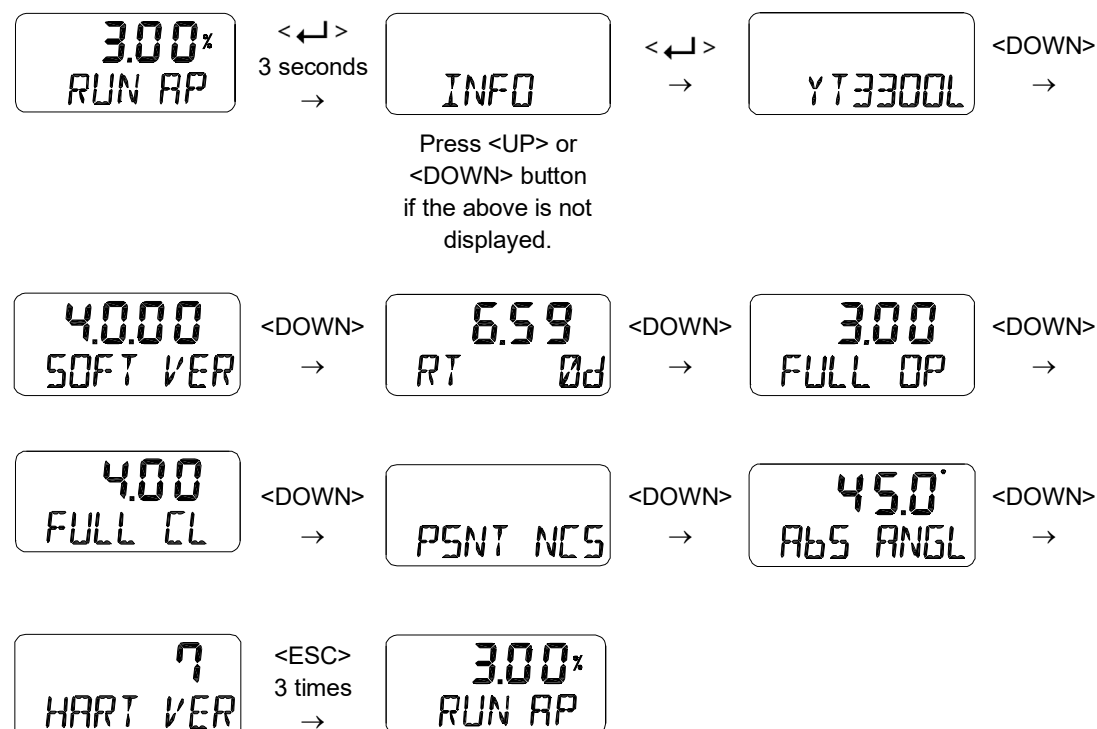 3.00%
RUN AP
< ↵ >
3 seconds
→
INFO
Press <UP> or
<DOWN> button
if the above is not
displayed.
< ↵ >
→
YT3300L
<DOWN>
→
4.0.00
SOFT VER
<DOWN>
→
6.59
RT 0d
<DOWN>
→
3.00
FULL OP
<DOWN>
→
4.00
FULL CL
<DOWN>
→
PSNT NCS
<DOWN>
→
45.0°
AbS ANGL
<DOWN>
→
7
HART VER
<ESC>
3 times
→
3.00%
RUN AP